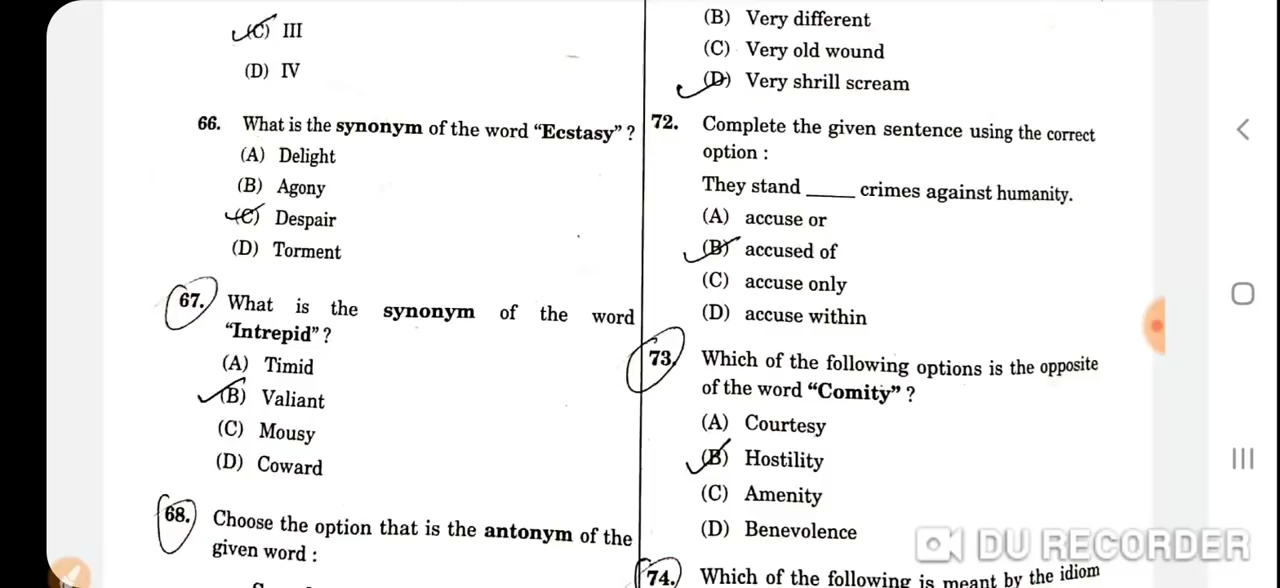 (C) III
(D) IV
66. What is the synonym of the word "Ecstasy" ?
(A) Delight
(B) Agony
(C) Despair
(D) Torment
67. What is the synonym of the word
"Intrepid" ?
(A) Timid
(B) Valiant
(C) Mousy
(D) Coward
68. Choose the option that is the antonym of the
given word :
(B) Very different
(C) Very old wound
(D) Very shrill scream
72. Complete the given sentence using the correct
option :
They stand _____ crimes against humanity.
(A) accuse or
(B) accused of
(C) accuse only
(D) accuse within
73. Which of the following options is the opposite
of the word "Comity" ?
(A) Courtesy
(B) Hostility
(C) Amenity
(D) Benevolence
74. Which of the following is meant by the idiom
DU RECORDER